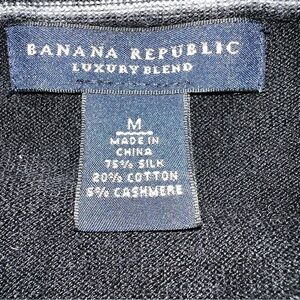 BANANA REPUBLIC
LUXURY BLEND
M
MADE IN
CHINA
75% SILK
20% COTTON
5% CASHMERE